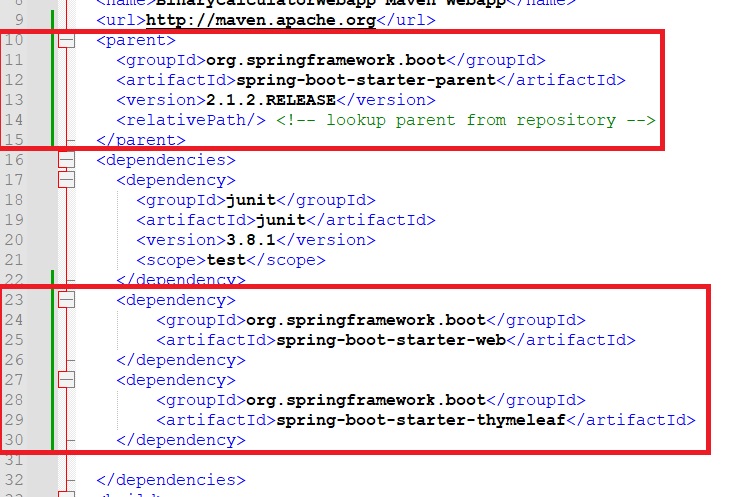 8 <name>BinaryCalculatorWebapp Maven Webapp</name>
9 <url>http://maven.apache.org</url>
10 <parent>
11 <groupId>org.springframework.boot</groupId>
12 <artifactId>spring-boot-starter-parent</artifactId>
13 <version>2.1.2.RELEASE</version>
14 <relativePath/> <!-- lookup parent from repository -->
15 </parent>
16 <dependencies>
17 <dependency>
18 <groupId>junit</groupId>
19 <artifactId>junit</artifactId>
20 <version>3.8.1</version>
21 <scope>test</scope>
22 </dependency>
23 <dependency>
24 <groupId>org.springframework.boot</groupId>
25 <artifactId>spring-boot-starter-web</artifactId>
26 </dependency>
27 <dependency>
28 <groupId>org.springframework.boot</groupId>
29 <artifactId>spring-boot-starter-thymeleaf</artifactId>
30 </dependency>
31
32 </dependencies>
33 <build>